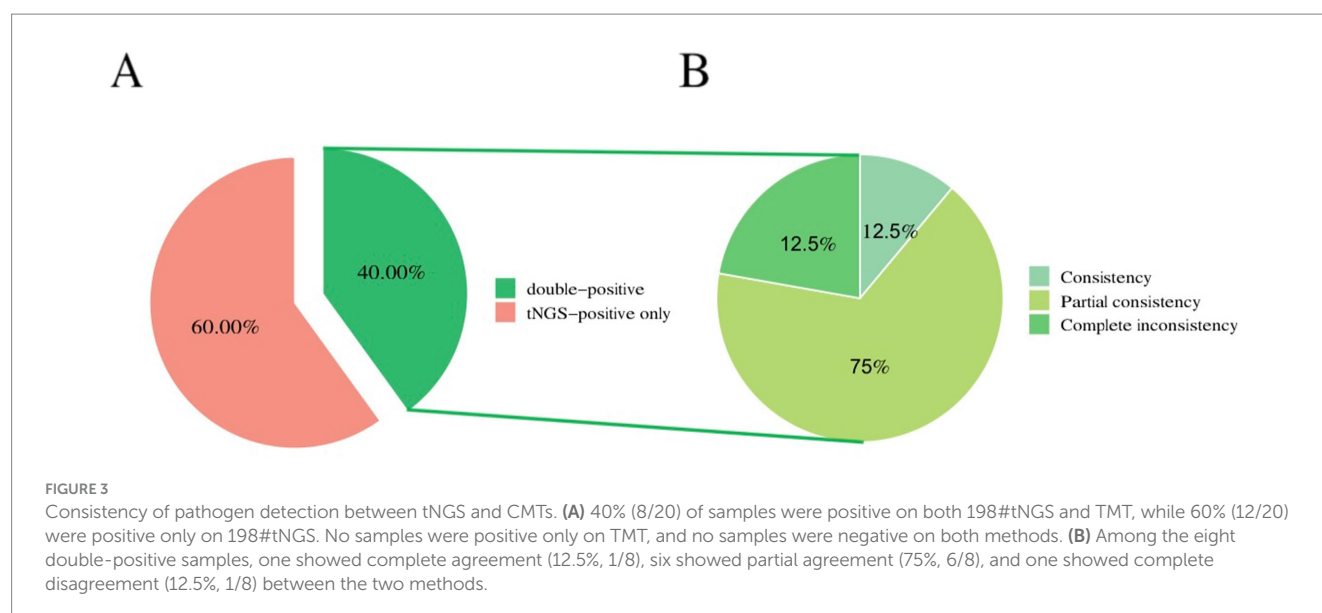 A
B
40.00%
60.00%
double–positive
tNGS–positive only
12.5%
12.5%
75%
Consistency
Partial consistency
Complete inconsistency
FIGURE 3
Consistency of pathogen detection between tNGS and CMTs. (A) 40% (8/20) of samples were positive on both 198#tNGS and TMT, while 60% (12/20)
were positive only on 198#tNGS. No samples were positive only on TMT, and no samples were negative on both methods. (B) Among the eight
double-positive samples, one showed complete agreement (12.5%, 1/8), six showed partial agreement (75%, 6/8), and one showed complete
disagreement (12.5%, 1/8) between the two methods.